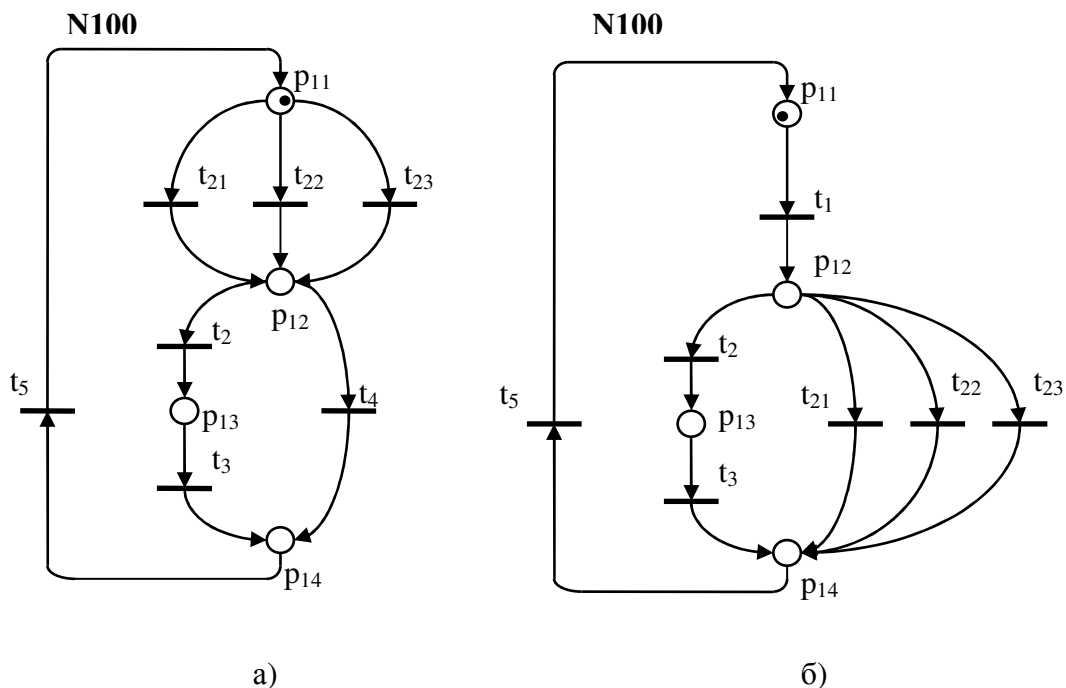 N100
p11
t21 t22 t23
p12
t2
t5
t4
p13
t3
p14
а)
N100
p11
t1
p12
t2
t5
t21
t22
t23
p13
t3
p14
б)